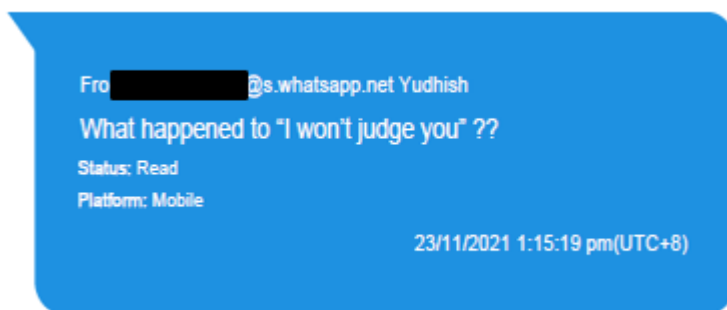 Fro @s.whatsapp.net Yudhish
What happened to “I won’t judge you” ??
Status: Read
Platform: Mobile
23/11/2021 1:15:19 pm(UTC+8)